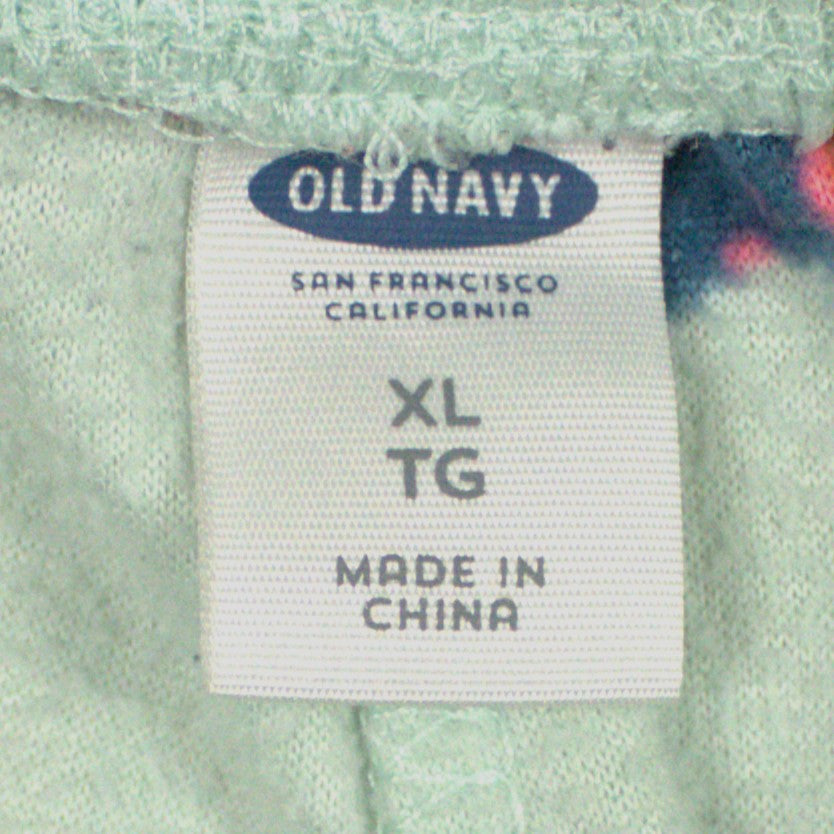 OLD NAVY
SAN FRANCISCO
CALIFORNIA
XL
TG
MADE IN
CHINA